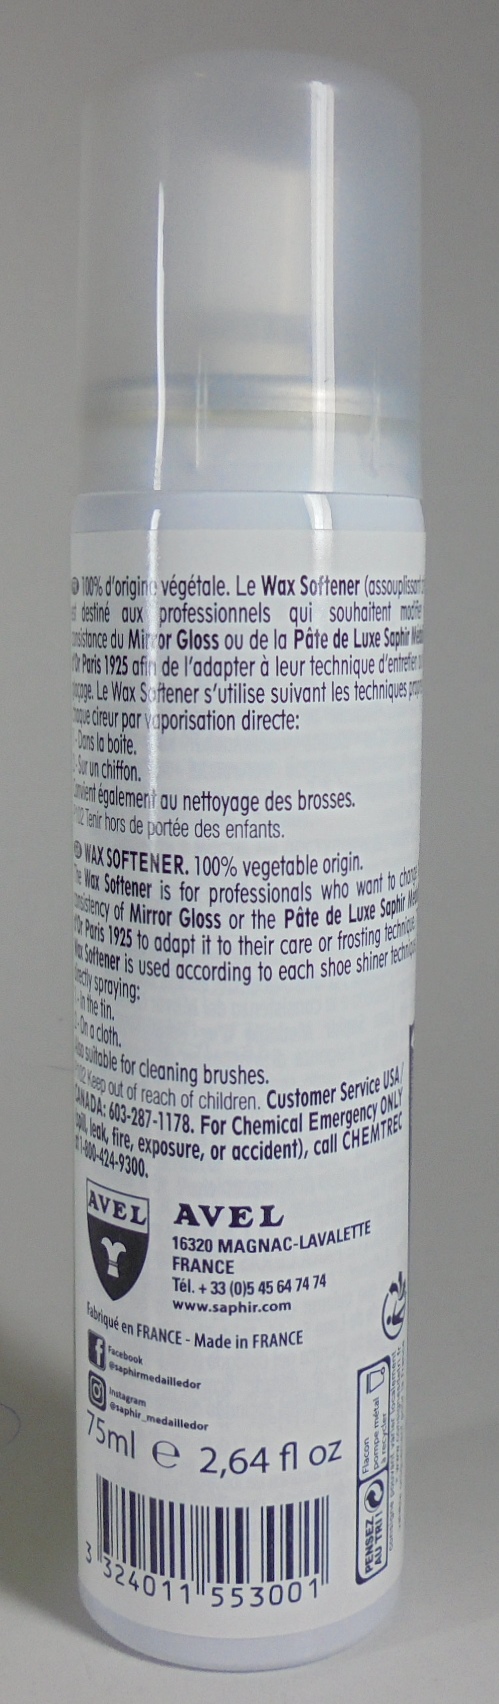 100% d'origine végétale. Le Wax Softener (assouplissant
est destiné aux professionnels qui souhaitent modifier
consistance du Mirror Gloss ou de la Pâte de Luxe Saphir
d'Or Paris 1925 afin de l'adapter à leur technique d'entretien
glaçage. Le Wax Softener s'utilise suivant les techniques
chaque cireur par vaporisation directe:
- Dans la boite.
- Sur un chiffon.
Convient également au nettoyage des brosses.
Tenir hors de portée des enfants.
WAX SOFTENER. 100% vegetable origin.
The Wax Softener is for professionals who want to change
consistency of Mirror Gloss or the Pâte de Luxe Saphir
d'Or Paris 1925 to adapt it to their care or frosting technique.
Wax Softener is used according to each shoe shiner technique
directly spraying:
- In the tin.
- On a cloth.
Also suitable for cleaning brushes.
Keep out of reach of children. Customer Service USA/
CANADA: 603-287-1178. For Chemical Emergency ONLY
(spill, leak, fire, exposure, or accident), call CHEMTREC
at 1-800-424-9300.
AVEL
AVEL
16320 MAGNAC-LAVALETTE
FRANCE
Tél. + 33 (0)5 45 64 74 74
www.saphir.com
Fabriqué en FRANCE - Made in FRANCE
Facebook
@saphirmedailledor
Instagram
@saphir_medailledor
75ml e 2,64 fl oz
3 324011 553001
PENSEZ
AU TRI !
Flacon
pompe métal
à recycler